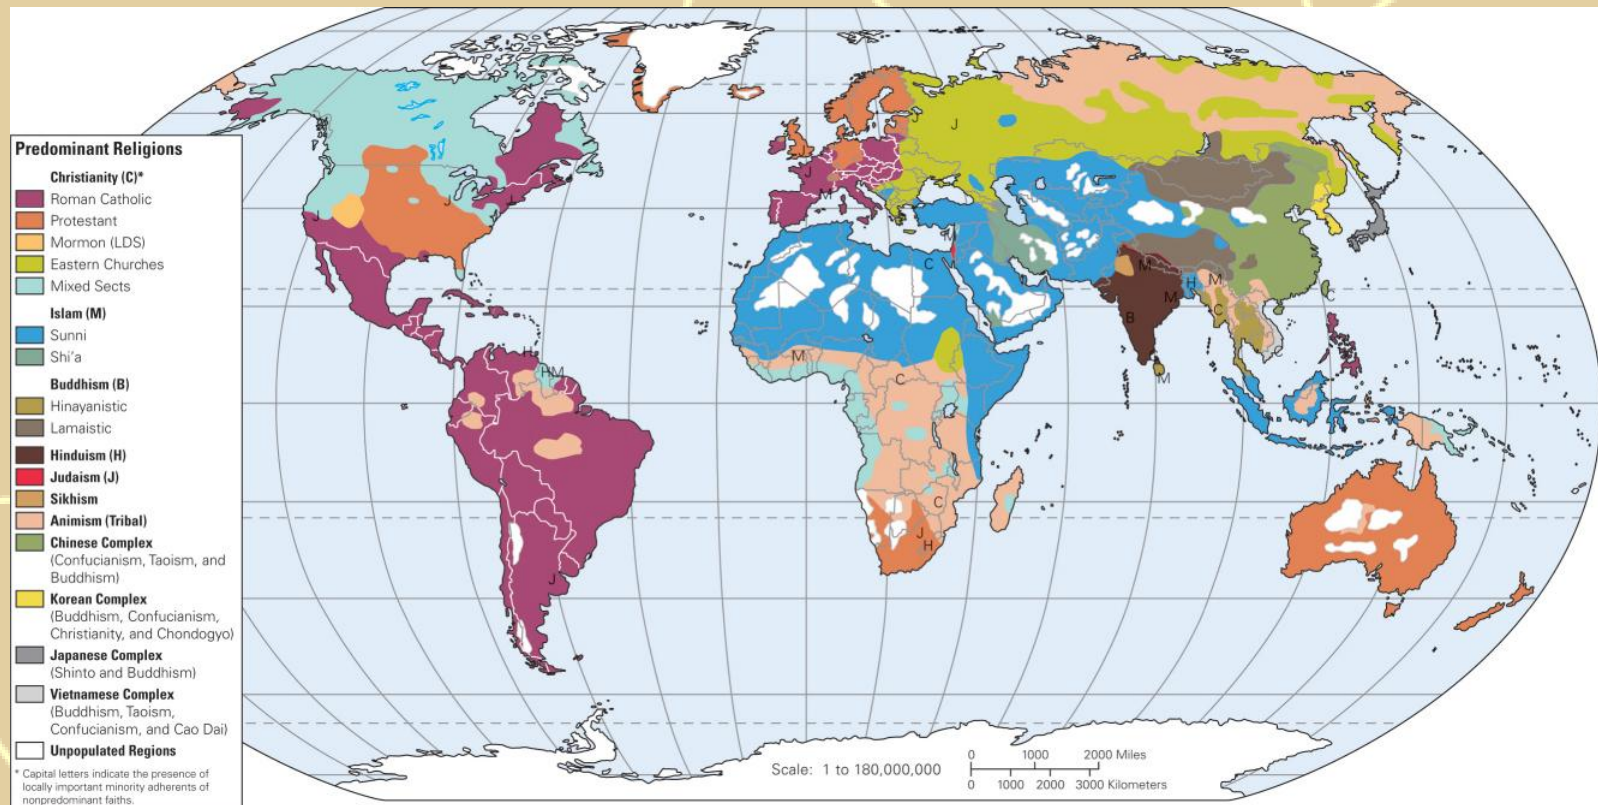 Predominant Religions
Christianity (C)*
Roman Catholic
Protestant
Mormon (LDS)
Eastern Churches
Mixed Sects
Islam (M)
Sunni
Shi'a
Buddhism (B)
Hinayanistic
Lamaistic
Hinduism (H)
Judaism (J)
Sikhism
Animism (Tribal)
Chinese Complex
(Confucianism, Taoism, and
Buddhism)
Korean Complex
(Buddhism, Confucianism,
Christianity, and Chondogyo)
Japanese Complex
(Shinto and Buddhism)
Vietnamese Complex
(Buddhism, Taoism,
Confucianism, and Cao Dai)
Unpopulated Regions
* Capital letters indicate the presence of
locally important minority adherents of
nonpredominant faiths.
J
J
J
H
HM
J
J
J
J
M
M
C
M
C
C
J
H
M
H
M
M
B
C
M
C
C
Scale: 1 to 180,000,000
0 1000 2000 Miles
0 1000 2000 3000 Kilometers